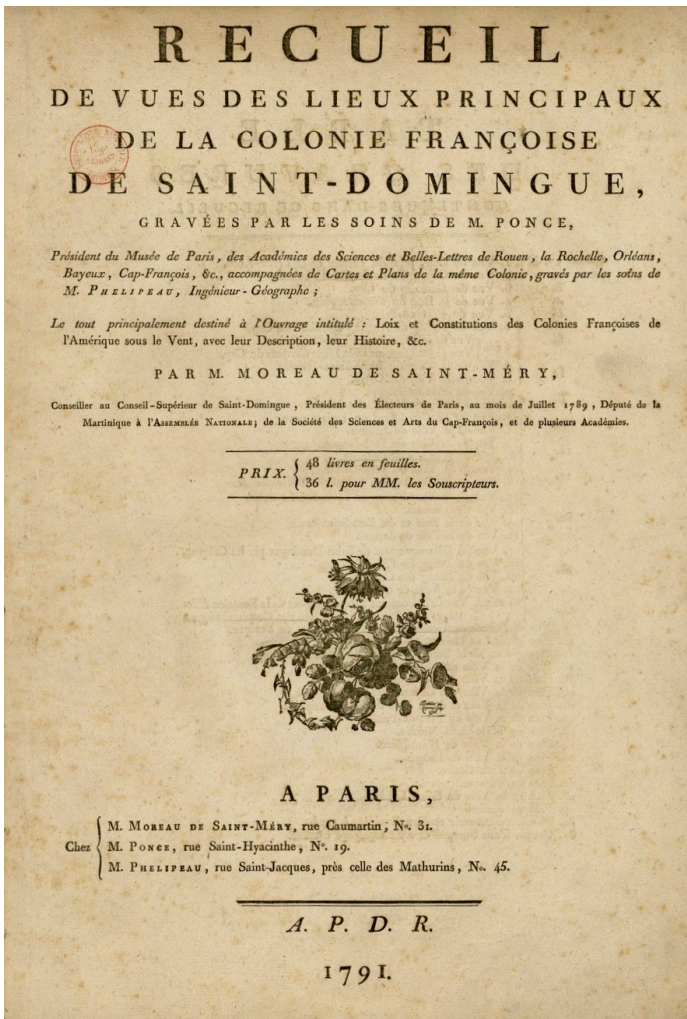 RECUEIL
DE VUES DES LIEUX PRINCIPAUX
DE LA COLONIE FRANÇOISE
DE SAINT-DOMINGUE,
GRAVÉES PAR LES SOINS DE M. PONCE,
Président du Musée de Paris, des Académies des Sciences et Belles-Lettres de Rouen, la Rochelle, Orléans,
Bayeux, Cap-François, &c., accompagnées de Cartes et Plans de la même Colonie, gravés par les soins de
M. PHELIPEAU, Ingénieur-Géographe ;
Le tout principalement destiné à l'Ouvrage intitulé : Loix et Constitutions des Colonies Françoises de
l'Amérique sous le Vent, avec leur Description, leur Histoire, &c.
PAR M. MOREAU DE SAINT-MÉRY,
Conseiller au Conseil-Supérieur de Saint-Domingue, Président des Électeurs de Paris, au mois de Juillet 1789, Député de la
Martinique à l'ASSEMBLÉE NATIONALE; de la Société des Sciences et Arts du Cap-François, et de plusieurs Académies.
PRIX. { 48 livres en feuilles.
36 l. pour MM. les Souscripteurs.
A PARIS,
M. MOREAU DE SAINT-MÉRY, rue Caumartin, No. 31.
Chez { M. PONCE, rue Saint-Hyacinthe, No. 19.
M. PHELIPEAU, rue Saint-Jacques, près celle des Mathurins, No. 45.
A. P. D. R.
1791.